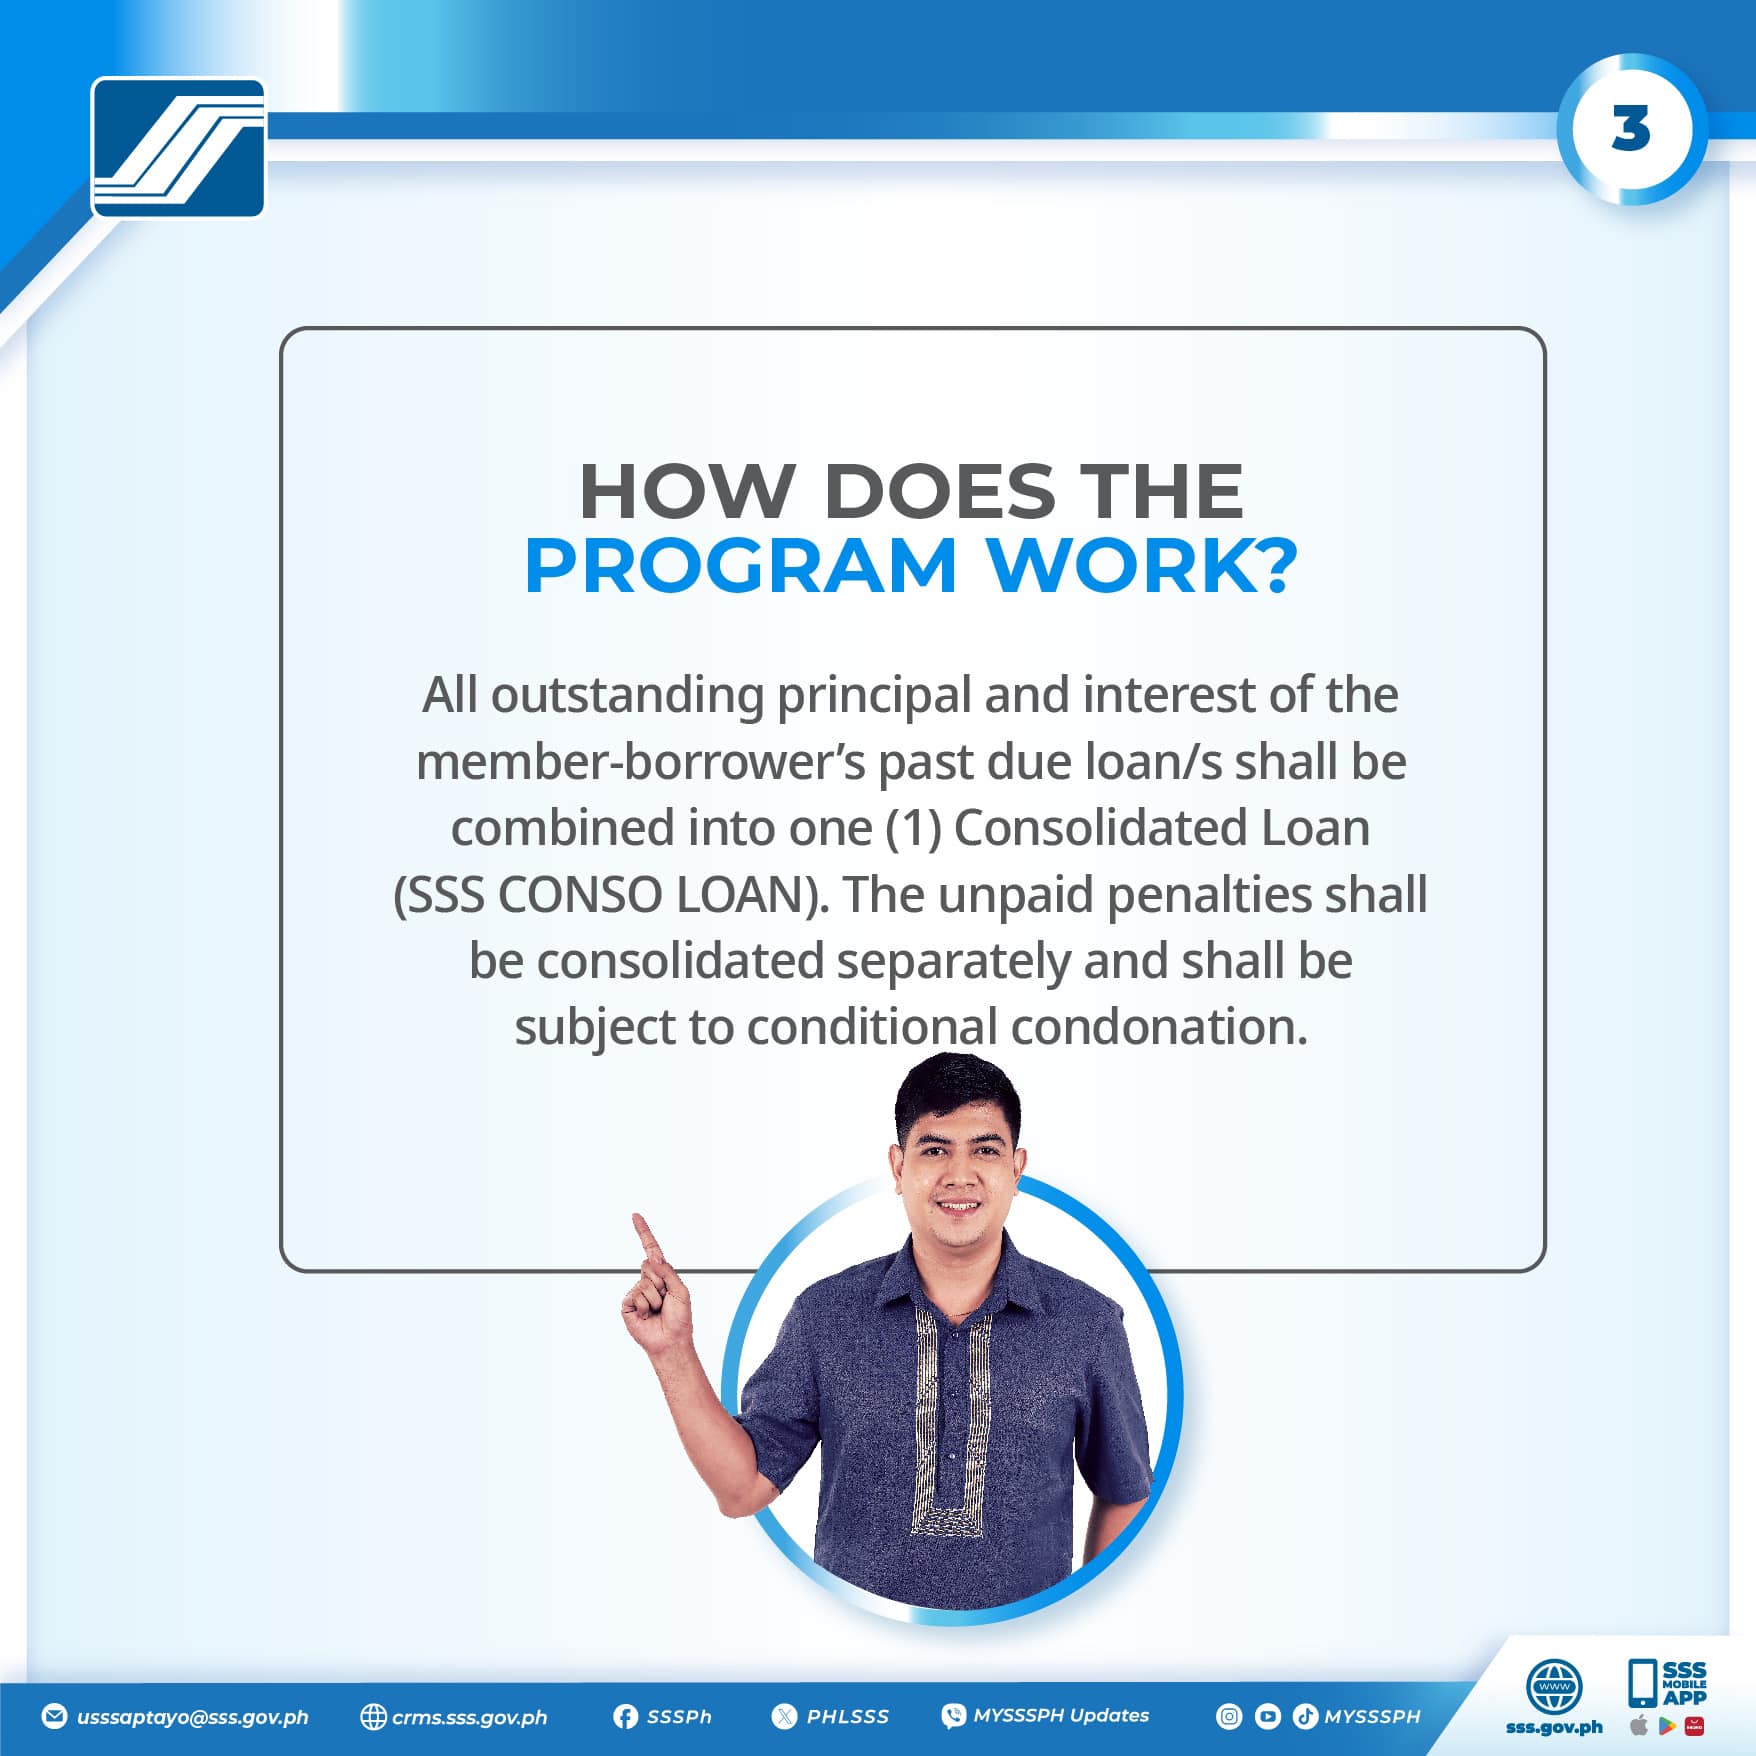 3
HOW DOES THE
PROGRAM WORK?
All outstanding principal and interest of the
member-borrower’s past due loan/s shall be
combined into one (1) Consolidated Loan
(SSS CONSO LOAN). The unpaid penalties shall
be consolidated separately and shall be
subject to conditional condonation.
usssaptayo@sss.gov.ph
crms.sss.gov.ph
SSSPh
PHLSSS
MYSSSPH Updates
MYSSSPH
www
sss.gov.ph
SSS
MOBILE
APP